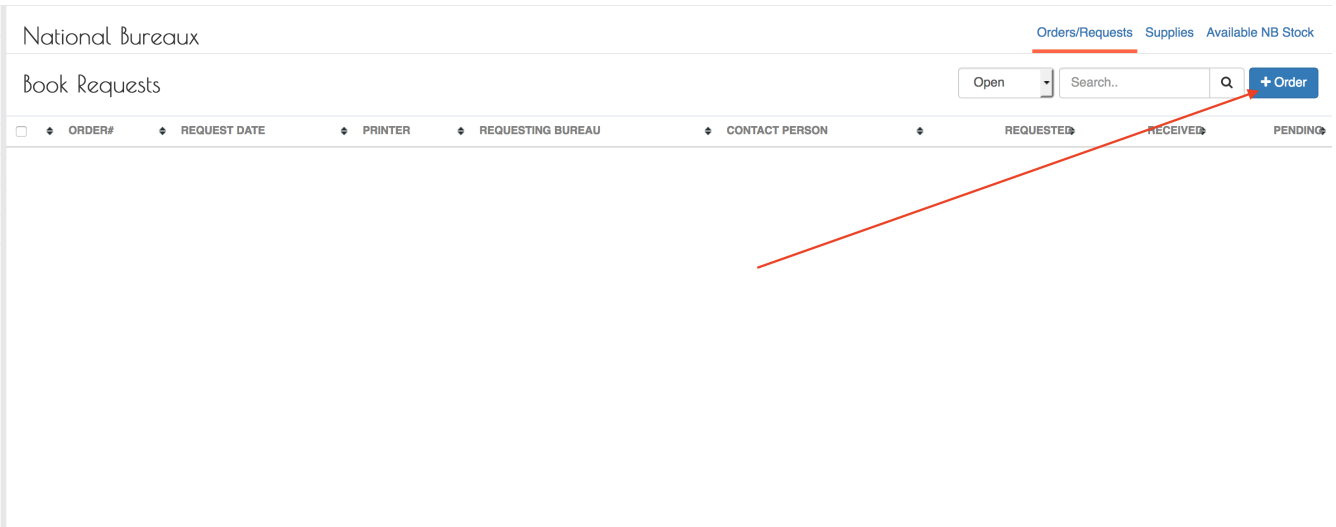 National Bureaux
Orders/Requests Supplies Available NB Stock
Book Requests
Open Search.. + Order
ORDER# REQUEST DATE PRINTER REQUESTING BUREAU CONTACT PERSON REQUESTED RECEIVED PENDING